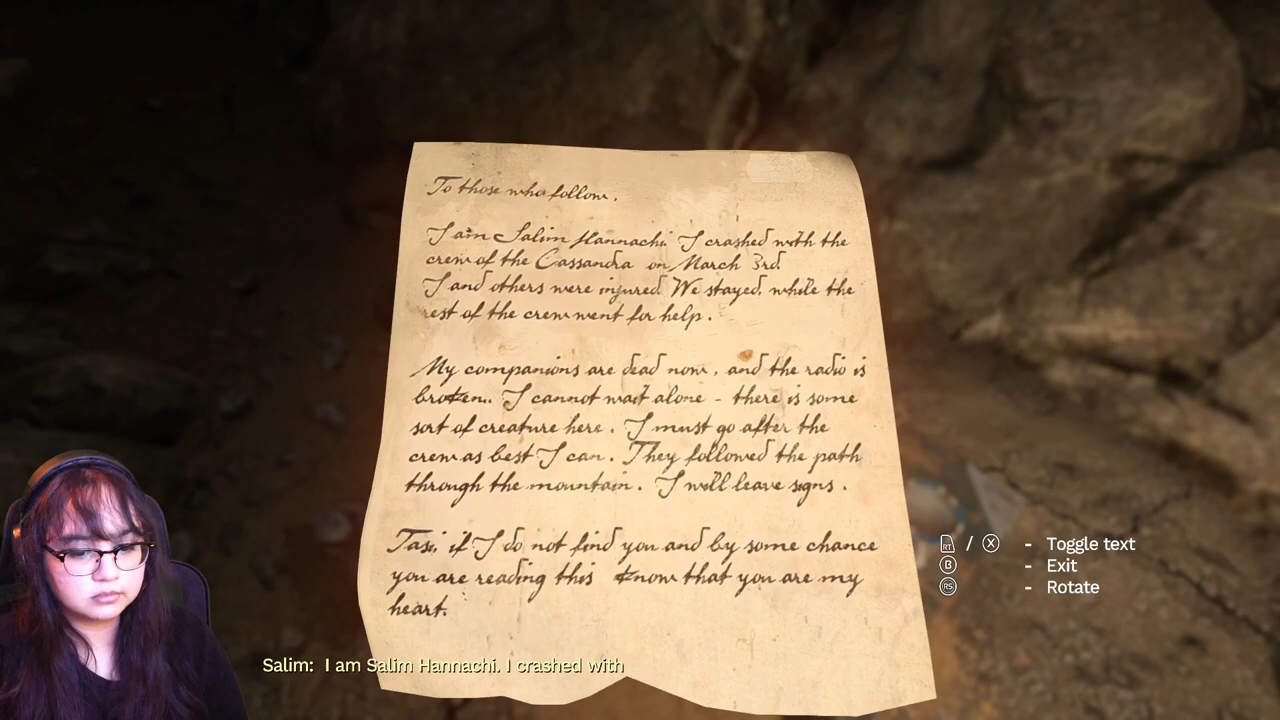 To those who follow.
I am Salim Hannachi. I crashed with the
crew of the Cassandra on March 3rd.
I and others were injured. We stayed, while the
rest of the crew went for help.
My companions are dead now, and the radio is
broken. I cannot wait alone - there is some
sort of creature here. I must go after the
crew as best I can. They followed the path
through the mountain. I will leave signs.
Tasi, if I do not find you and by some chance
you are reading this know that you are my
heart.
RT / X - Toggle text
B - Exit
RS - Rotate
Salim: I am Salim Hannachi. I crashed with